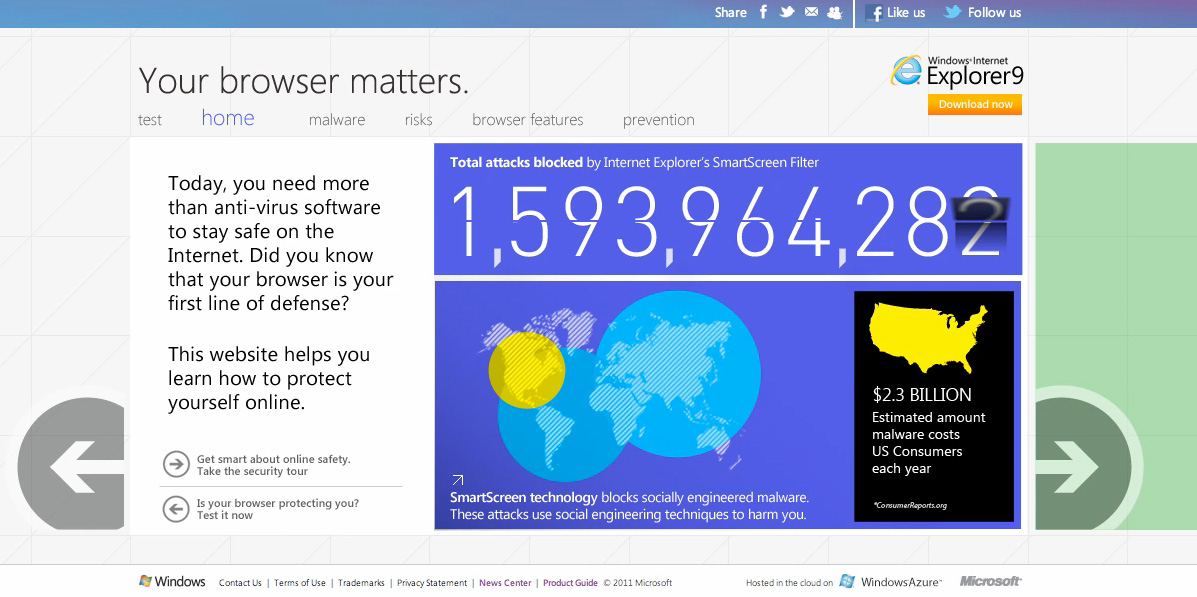 Share
Like us
Follow us
Your browser matters.
Windows Internet
Explorer9
Download now
test
home
malware
risks
browser features
prevention
Today, you need more
than anti-virus software
to stay safe on the
Internet. Did you know
that your browser is your
first line of defense?
This website helps you
learn how to protect
yourself online.
Get smart about online safety.
Take the security tour
Is your browser protecting you?
Test it now
Total attacks blocked by Internet Explorer's SmartScreen Filter
1,593,964,282
SmartScreen technology blocks socially engineered malware.
These attacks use social engineering techniques to harm you.
$2.3 BILLION
Estimated amount
malware costs
US Consumers
each year
*ConsumerReports.org
Windows
Contact Us | Terms of Use | Trademarks | Privacy Statement | News Center | Product Guide © 2011 Microsoft
Hosted in the cloud on
Windows Azure™
Microsoft